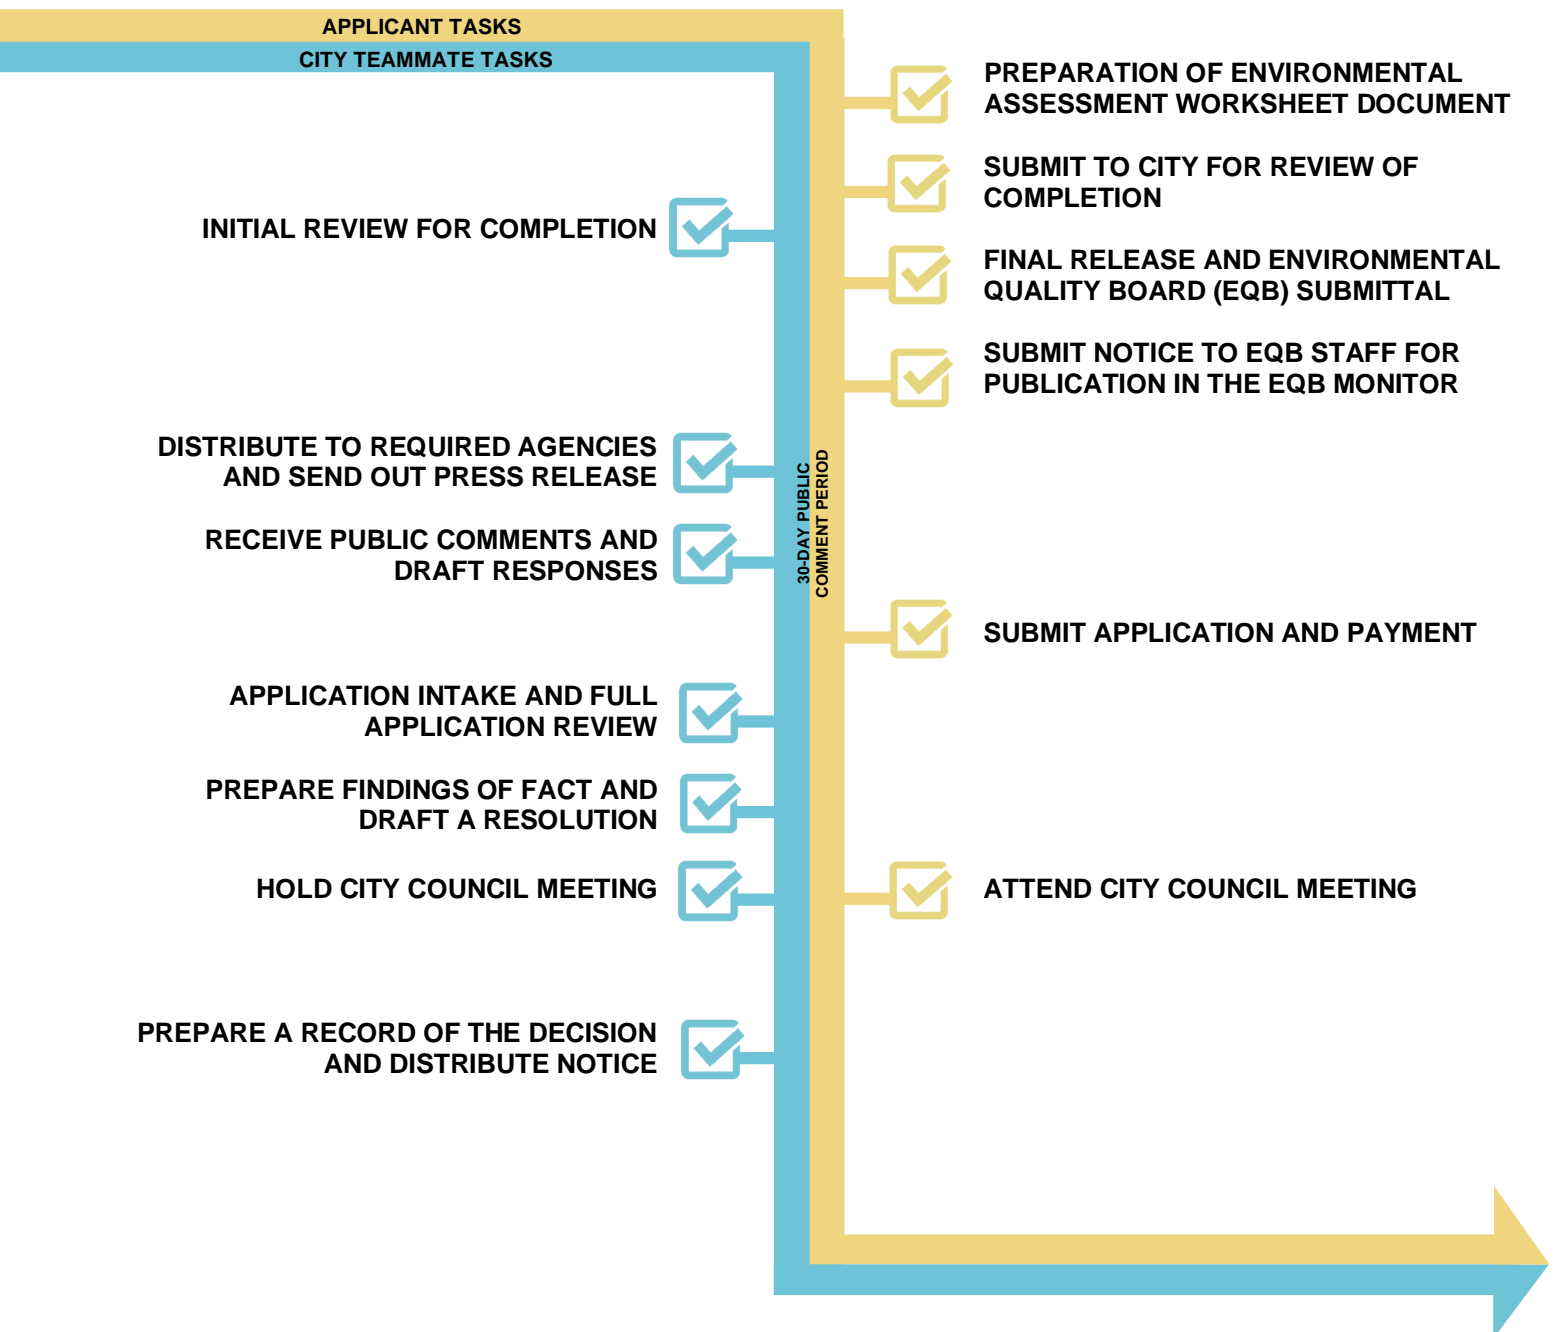 APPLICANT TASKS
CITY TEAMMATE TASKS
PREPARATION OF ENVIRONMENTAL
ASSESSMENT WORKSHEET DOCUMENT
SUBMIT TO CITY FOR REVIEW OF
COMPLETION
INITIAL REVIEW FOR COMPLETION
FINAL RELEASE AND ENVIRONMENTAL
QUALITY BOARD (EQB) SUBMITTAL
SUBMIT NOTICE TO EQB STAFF FOR
PUBLICATION IN THE EQB MONITOR
DISTRIBUTE TO REQUIRED AGENCIES
AND SEND OUT PRESS RELEASE
30-DAY PUBLIC
COMMENT PERIOD
RECEIVE PUBLIC COMMENTS AND
DRAFT RESPONSES
SUBMIT APPLICATION AND PAYMENT
APPLICATION INTAKE AND FULL
APPLICATION REVIEW
PREPARE FINDINGS OF FACT AND
DRAFT A RESOLUTION
HOLD CITY COUNCIL MEETING
ATTEND CITY COUNCIL MEETING
PREPARE A RECORD OF THE DECISION
AND DISTRIBUTE NOTICE